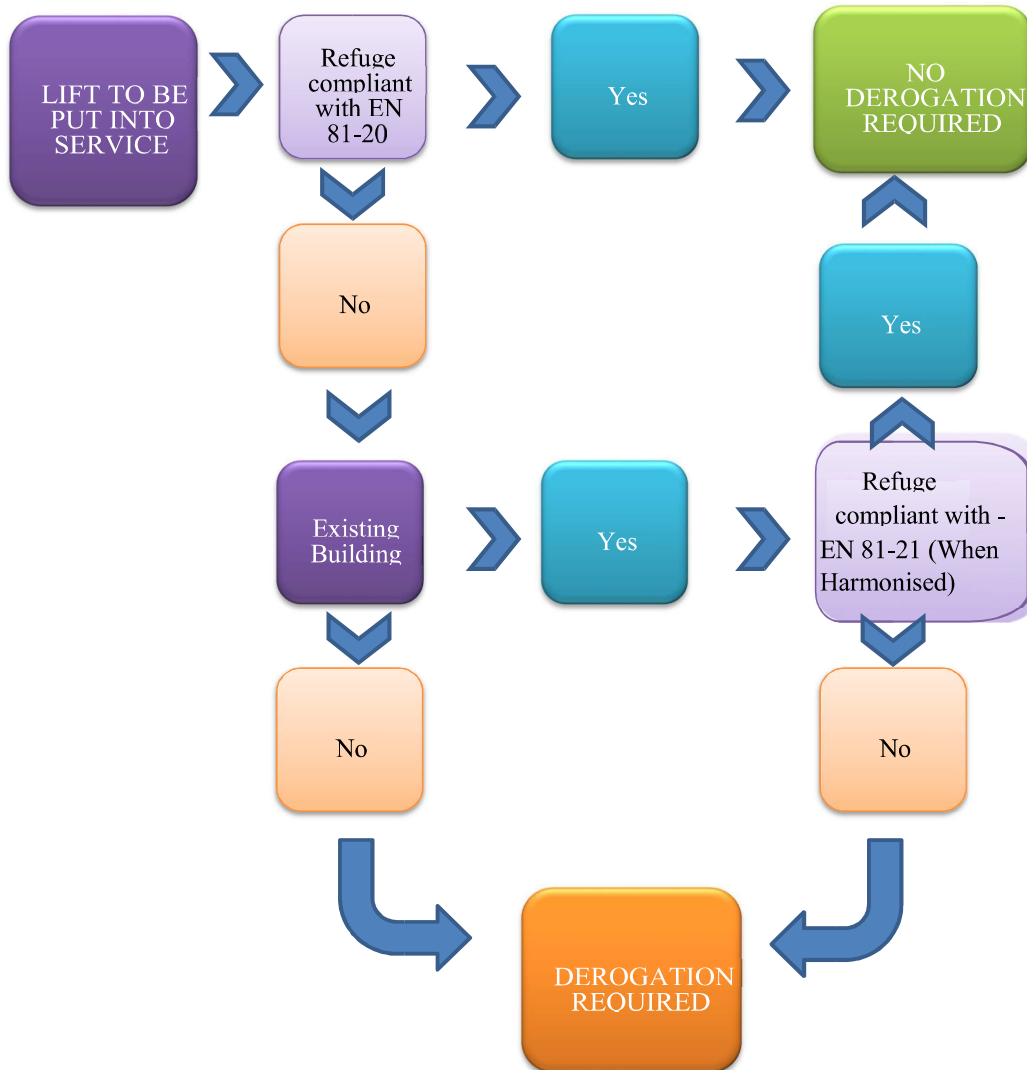 LIFT TO BE
PUT INTO
SERVICE
Refuge
compliant
with EN
81-20
Yes
NO
DEROGATION
REQUIRED
No
Yes
Existing
Building
Yes
Refuge
compliant with -
EN 81-21 (When
Harmonised)
No
No
DEROGATION
REQUIRED